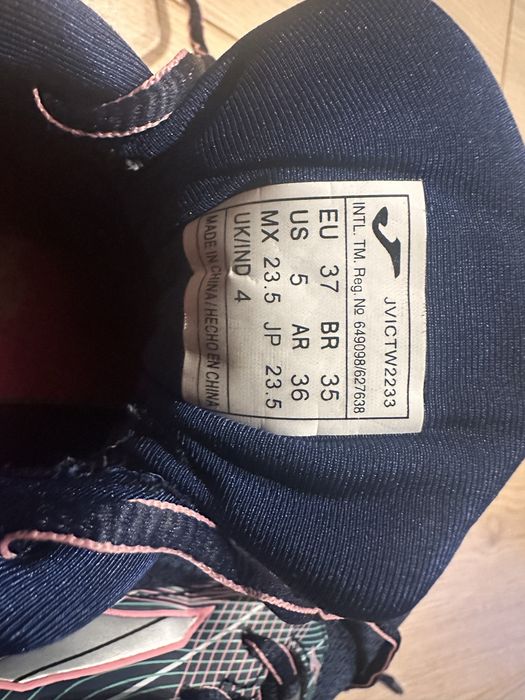 JVICTW2233
INTL. TM. Reg. Nº 649098/627638
EU 37 BR 35
US 5 AR 36
MX 23.5 JP 23.5
UK/IND 4
MADE IN CHINA/HECHO EN CHINA